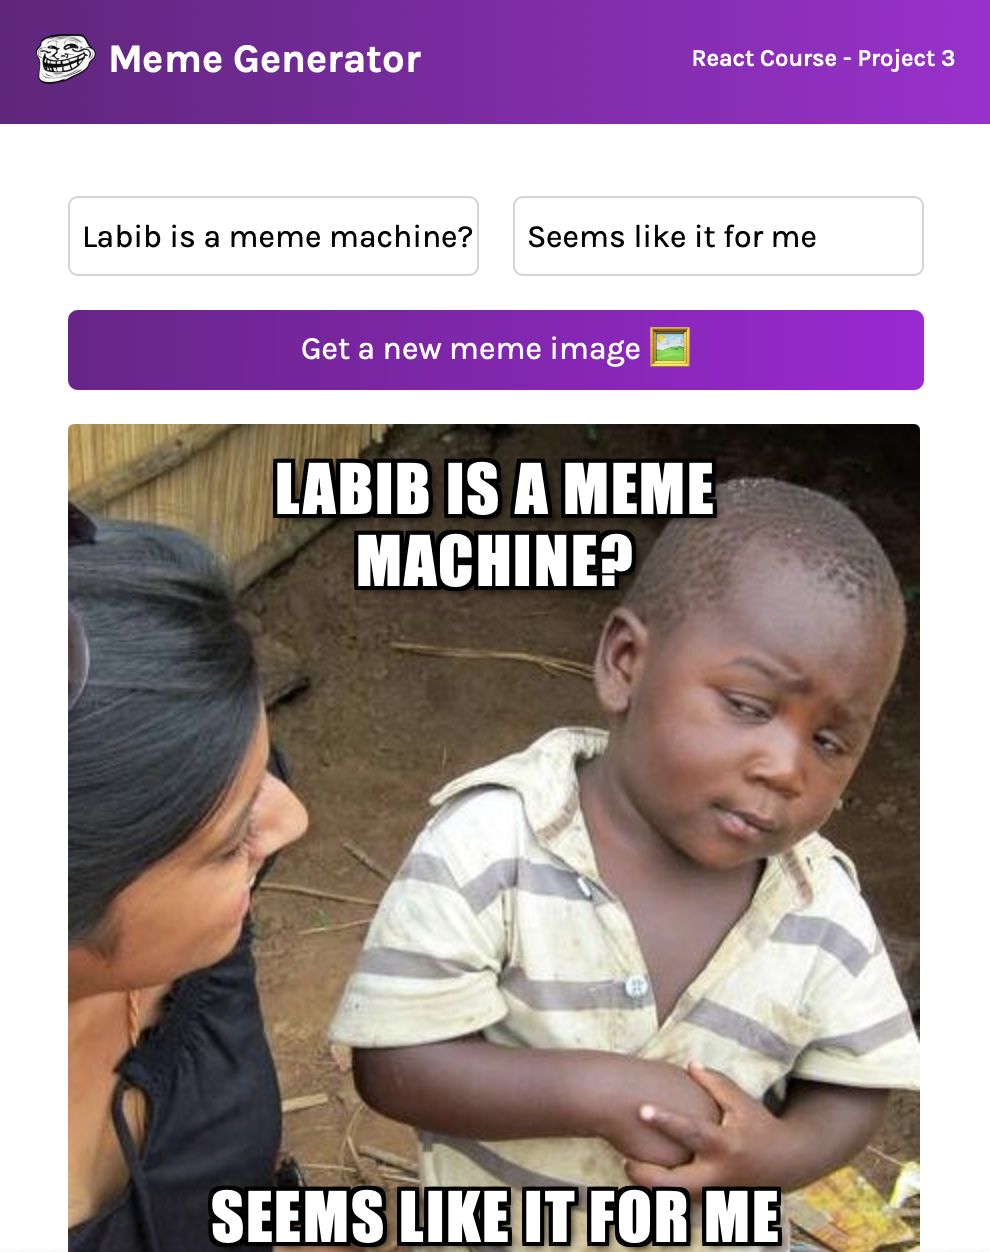 Meme Generator
React Course - Project 3
Labib is a meme machine?
Seems like it for me
Get a new meme image
LABIB IS A MEME
MACHINE?
SEEMS LIKE IT FOR ME